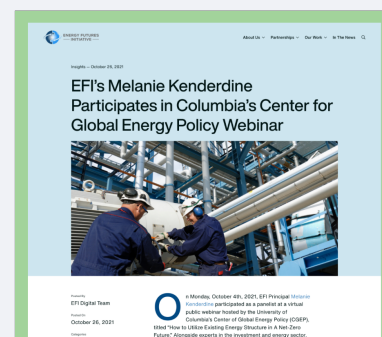 ENERGY FUTURES
INITIATIVE
About Us Partnerships Our Work In The News
Insights — October 26, 2021
EFI's Melanie Kenderdine
Participates in Columbia's Center for
Global Energy Policy Webinar
Posted by
EFI Digital Team
Posted on
October 26, 2021
Categories
On Monday, October 4th, 2021, EFI Principal Melanie
Kenderdine participated as a panelist at a virtual
public webinar hosted by the University of
Columbia's Center of Global Energy Policy (CGEP),
titled "How to Utilize Existing Energy Structure in A Net-Zero
Future." Alongside experts in the investment and energy sector,